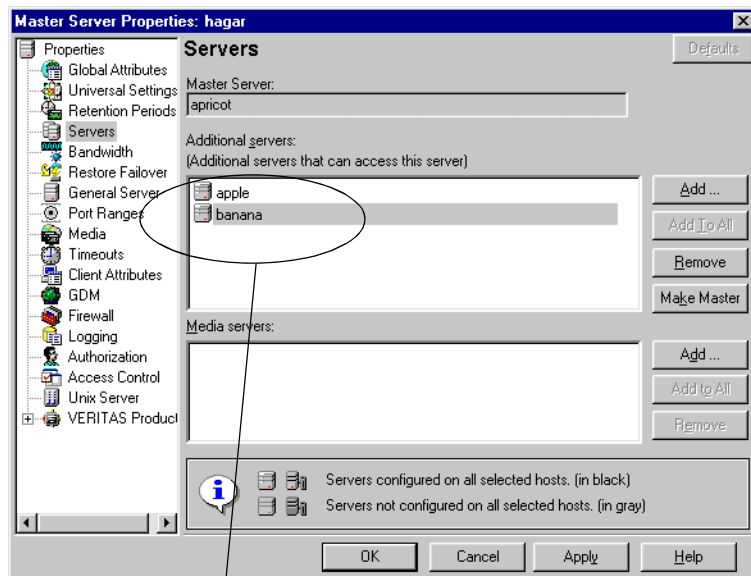 Master Server Properties: hagar
Properties
Global Attributes
Universal Settings
Retention Periods
Servers
Bandwidth
Restore Failover
General Server
Port Ranges
Media
Timeouts
Client Attributes
GDM
Firewall
Logging
Authorization
Access Control
Unix Server
VERITAS Product
Servers
Defaults
Master Server:
apricot
Additional servers:
(Additional servers that can access this server)
apple
banana
Add ...
Add To All
Remove
Make Master
Media servers:
Add ...
Add to All
Remove
Servers configured on all selected hosts. (in black)
Servers not configured on all selected hosts. (in gray)
OK
Cancel
Apply
Help